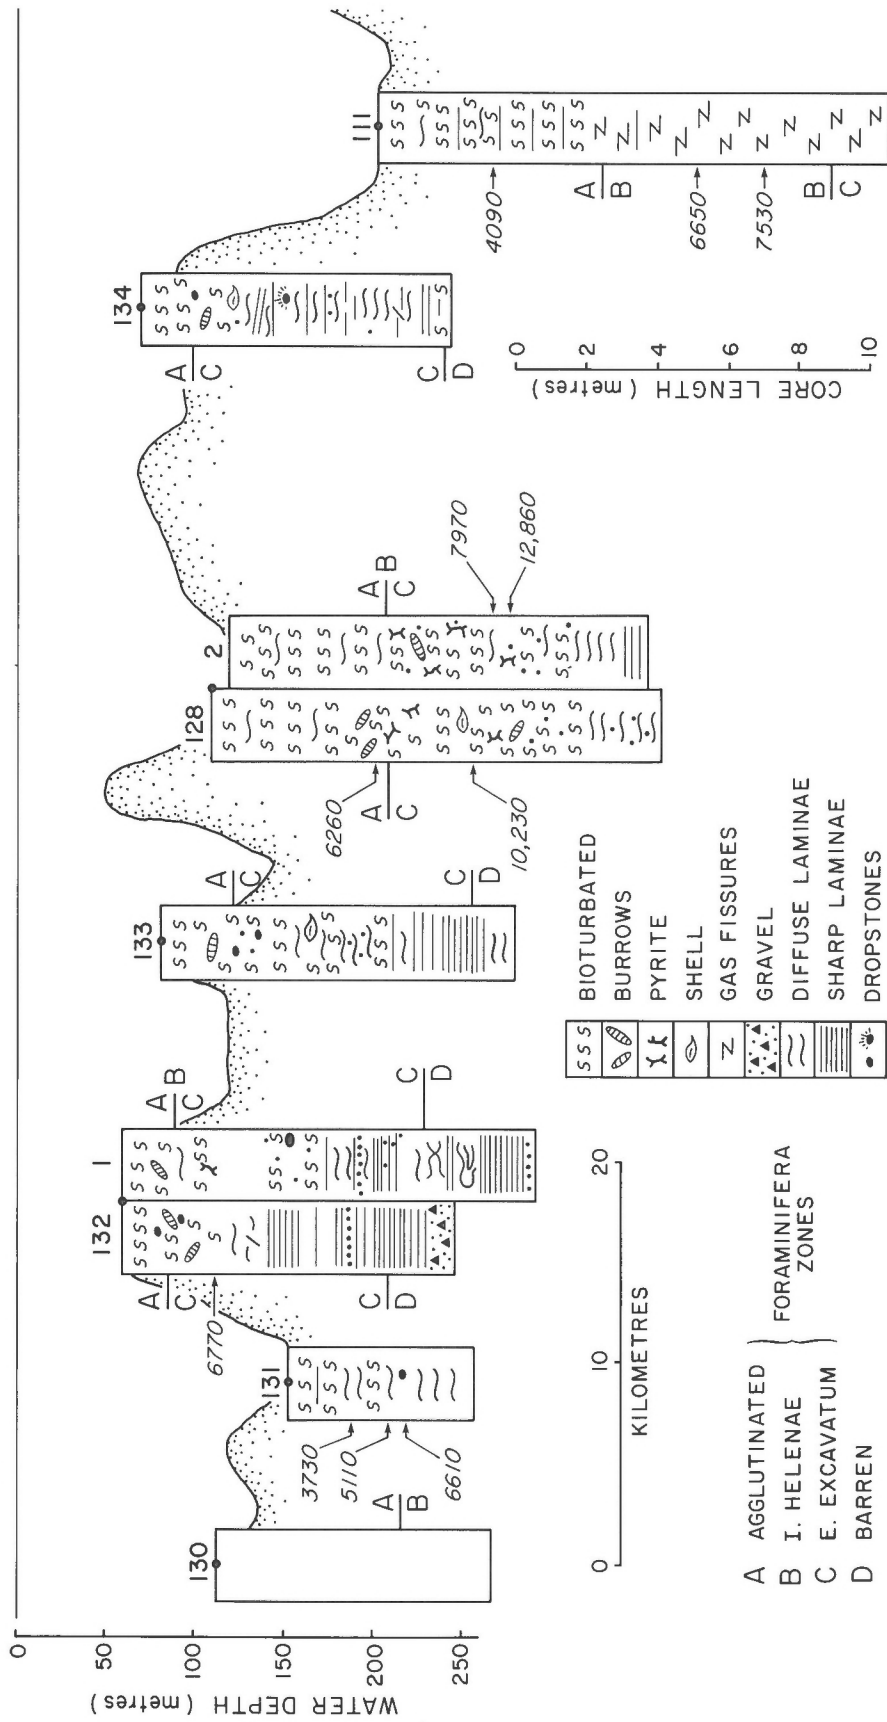 0
50
100
150
200
250
WATER DEPTH (metres)
130
A
B
131
3730
5110
6610
132
1
A
C
6770
C
D
A
B
C
C
D
133
A
C
C
D
128
2
6260
A
C
10,230
A
B
C
7970
12,860
134
A
C
C
D
111
4090
A
B
6650
7530
B
C
0
2
4
6
8
10
CORE LENGTH (metres)
0
10
20
KILOMETRES
A AGGLUTINATED
B I. HELENAE
C E. EXCAVATUM
D BARREN
FORAMINIFERA
ZONES
SSS BIOTURBATED
BURROWS
PYRITE
SHELL
Z GAS FISSURES
GRAVEL
DIFFUSE LAMINAE
SHARP LAMINAE
DROPSTONES